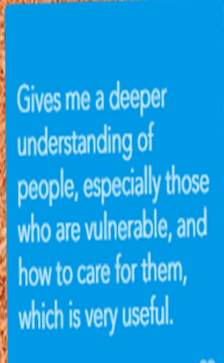 Gives me a deeper
understanding of
people, especially those
who are vulnerable, and
how to care for them,
which is very useful.